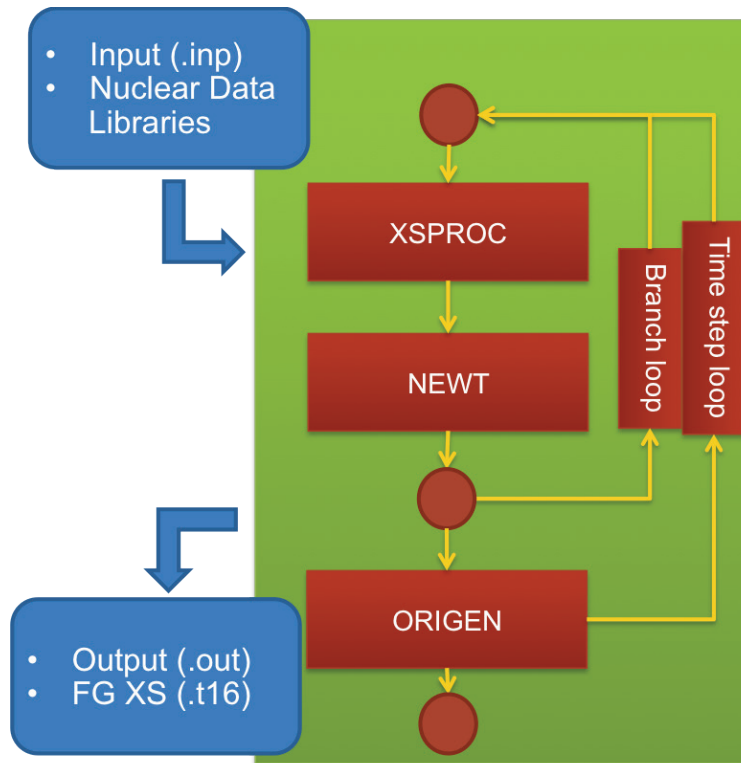 • Input (.inp)
• Nuclear Data
Libraries
XSPROC
NEWT
ORIGEN
Branch loop
Time step loop
• Output (.out)
• FG XS (.t16)